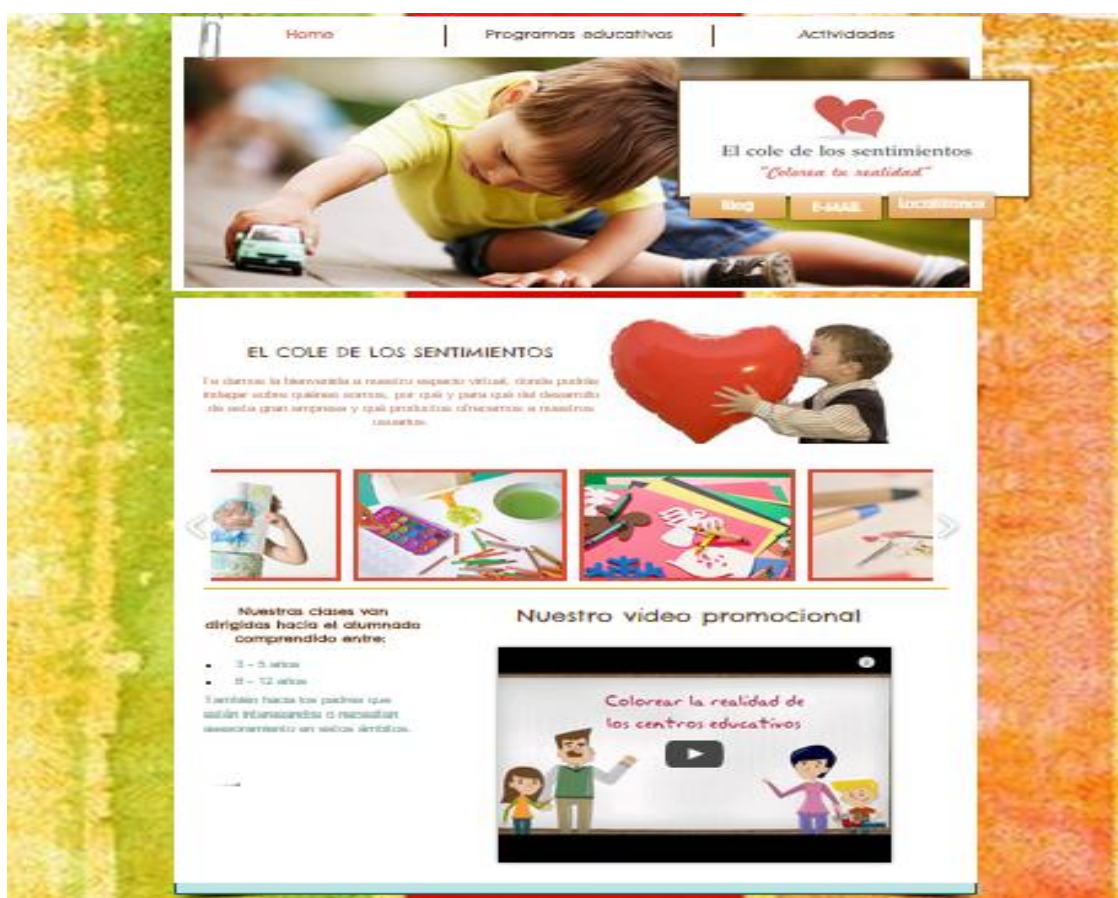 Home
Programas educativos
Actividades
El cole de los sentimientos
"Colorea tu realidad"
Blog
E-MAIL
Localízanos
EL COLE DE LOS SENTIMIENTOS
Te damos la bienvenida a nuestro espacio virtual, donde podrás
indagar sobre quiénes somos, por qué y para qué del desarrollo
de esta gran empresa y qué productos ofrecemos a nuestros
usuarios.
Nuestras clases van
dirigidas hacia el alumnado
comprendido entre:
3 - 5 años
- 12 años
También hacia los padres que
están interesados o necesitan
asesoramiento en estos ámbitos.
Nuestro vídeo promocional
Colorear la realidad de
los centros educativos